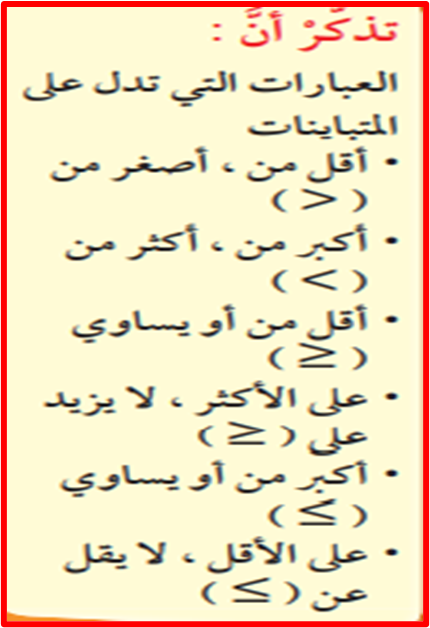 تذكَّرْ أنَّ :
العبارات التي تدل على
المتباينات
• أقل من ، أصغر من
( < )
• أكبر من ، أكثر من
( > )
• أقل من أو يساوي
( ≤ )
• على الأكثر ، لا يزيد
على ( ≤ )
• أكبر من أو يساوي
( ≥ )
• على الأقل ، لا يقل
عن ( ≥ )